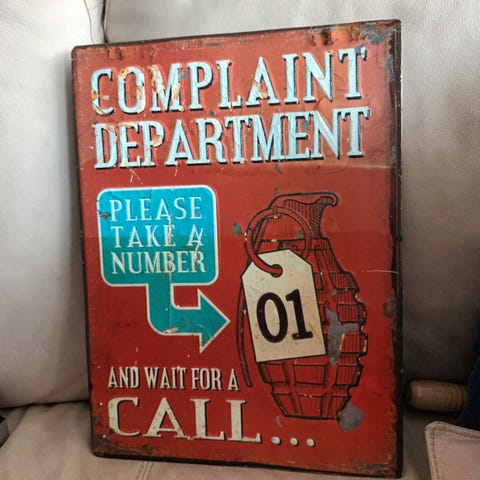 COMPLAINT
DEPARTMENT
PLEASE
TAKE A
NUMBER
01
AND WAIT FOR A
CALL...